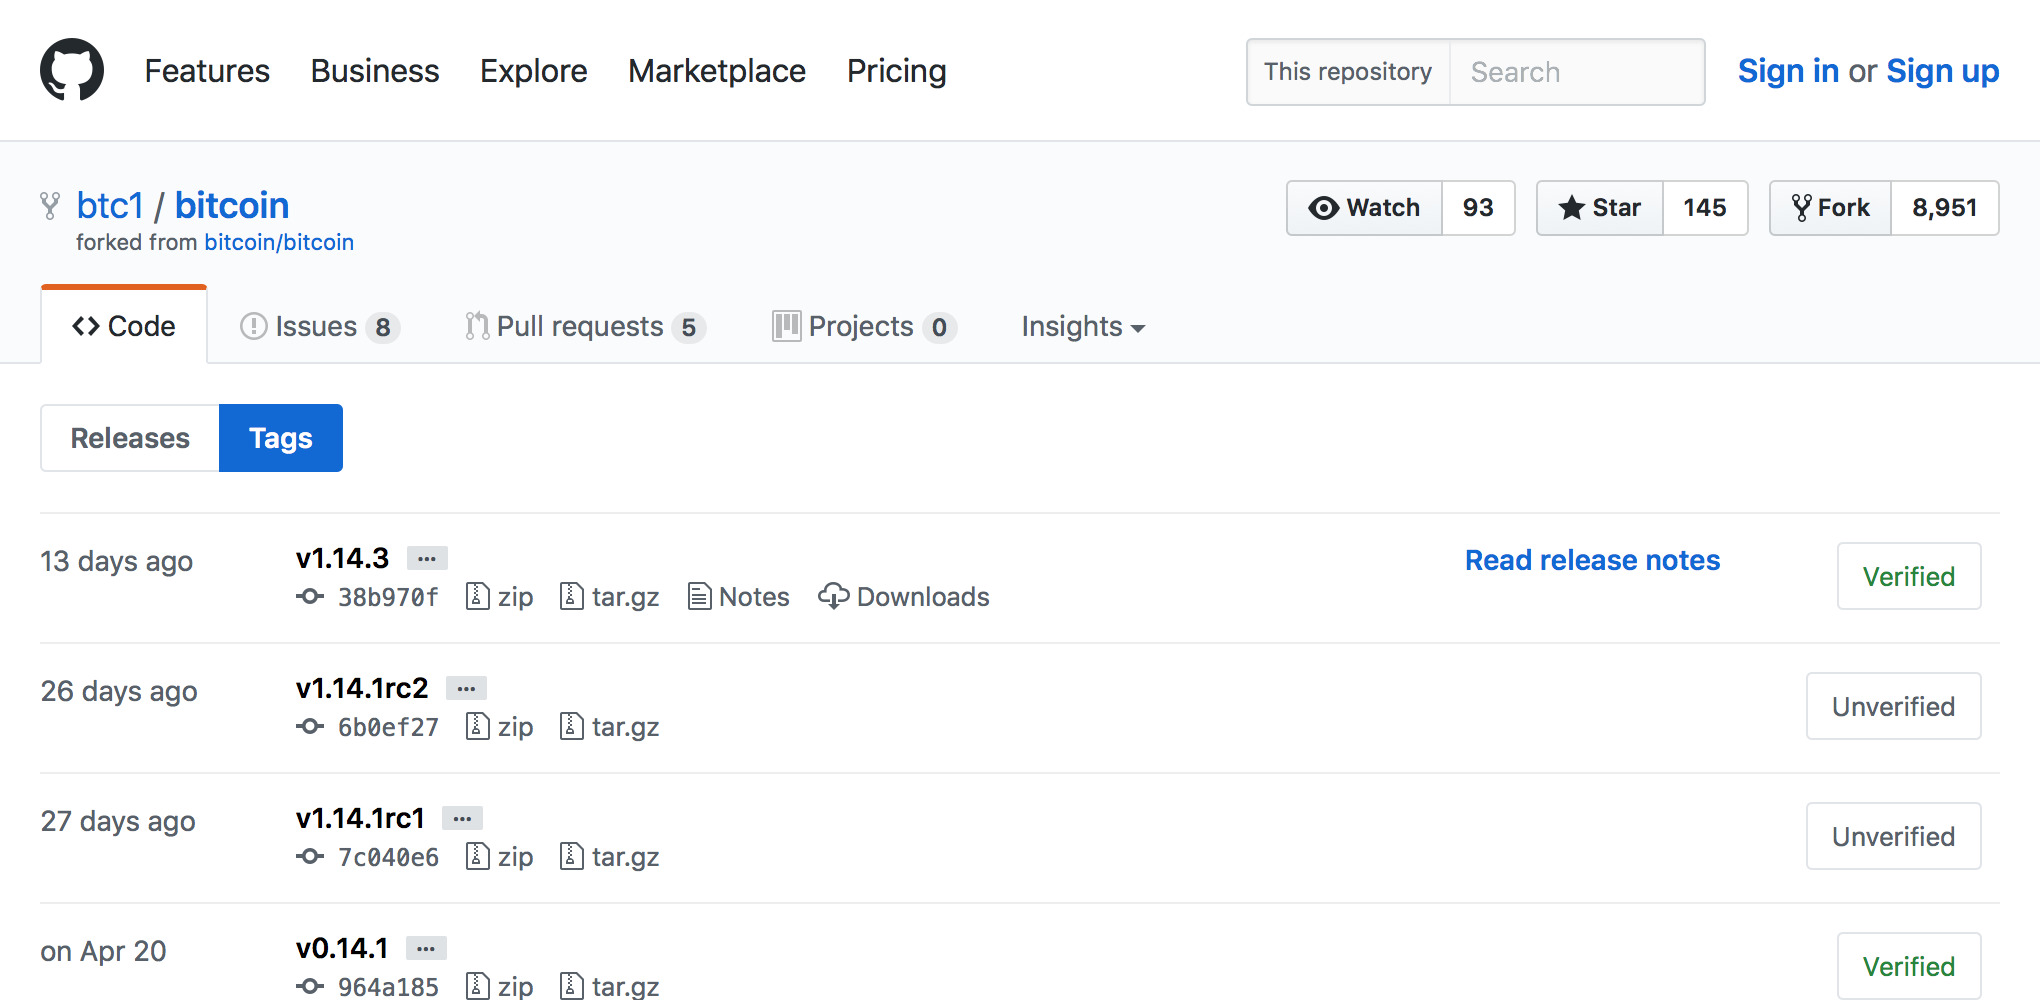 Features Business Explore Marketplace Pricing This repository Search Sign in or Sign up
btc1 / bitcoin
forked from bitcoin/bitcoin
Watch 93 Star 145 Fork 8,951
Code Issues 8 Pull requests 5 Projects 0 Insights
Releases Tags
13 days ago v1.14.3 ... Read release notes Verified
38b970f zip tar.gz Notes Downloads
26 days ago v1.14.1rc2 ... Unverified
6b0ef27 zip tar.gz
27 days ago v1.14.1rc1 ... Unverified
7c040e6 zip tar.gz
on Apr 20 v0.14.1 ... Verified
964a185 zip tar.gz